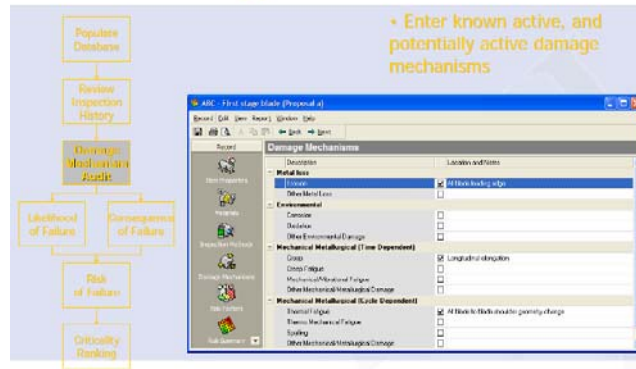 Populate
Database
Review
Inspection
History
Damage
Mechanism
Audit
Likelihood
of Failure
Consequence
of Failure
Risk
of Failure
Criticality
Ranking
• Enter known active, and
potentially active damage
mechanisms
ABC - First stage blade (Proposal a)
Record Edit View Report Window Help
Back Next
Record
Damage Mechanisms
Item Properties
Materials
Inspection Methods
Damage Mechanisms
Risk Factors
Risk Summary
Description Location and Notes
Metal loss
Erosion At blade leading edge
Other Metal Loss
Environmental
Corrosion
Oxidation
Other Environmental Damage
Mechanical Metallurgical (Time Dependent)
Creep Longitudinal elongation
Creep Fatigue
Mechanical/Vibrational Fatigue
Other Mechanical/Metallurgical Damage
Mechanical Metallurgical (Cycle Dependent)
Thermal Fatigue At blade to blade shoulder geometry change
Thermo Mechanical Fatigue
Spalling
Other Mechanical/Metallurgical Damage